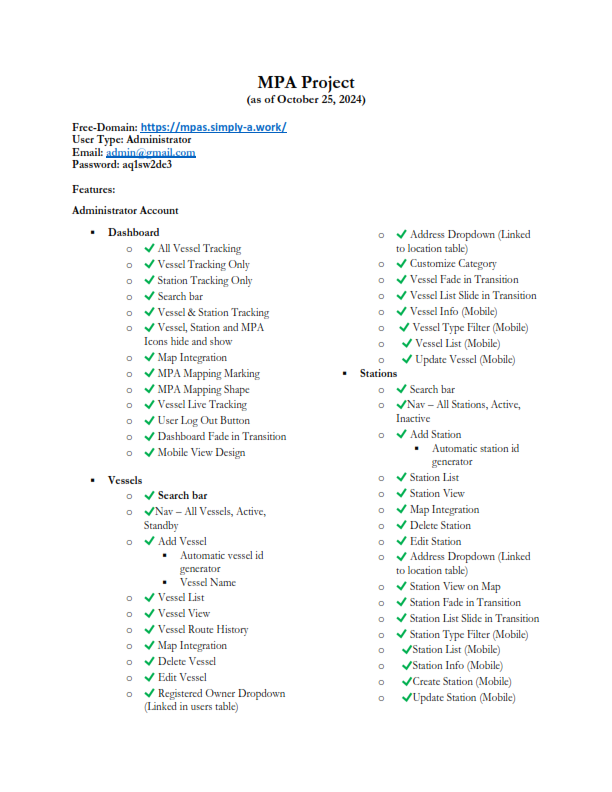 MPA Project
(as of October 25, 2024)
Free-Domain: https://mpas.simply-a.work/
User Type: Administrator
Email: admin@gmail.com
Password: aq1sw2de3
Features:
Administrator Account
▪ Dashboard
o ✔ All Vessel Tracking
o ✔ Vessel Tracking Only
o ✔ Station Tracking Only
o ✔ Search bar
o ✔ Vessel & Station Tracking
o ✔ Vessel, Station and MPA
Icons hide and show
o ✔ Map Integration
o ✔ MPA Mapping Marking
o ✔ MPA Mapping Shape
o ✔ Vessel Live Tracking
o ✔ User Log Out Button
o ✔ Dashboard Fade in Transition
o ✔ Mobile View Design
▪ Vessels
o ✔ Search bar
o ✔Nav – All Vessels, Active,
Standby
o ✔ Add Vessel
▪ Automatic vessel id
generator
▪ Vessel Name
o ✔ Vessel List
o ✔ Vessel View
o ✔ Vessel Route History
o ✔ Map Integration
o ✔ Delete Vessel
o ✔ Edit Vessel
o ✔ Registered Owner Dropdown
(Linked in users table)
o ✔ Address Dropdown (Linked
to location table)
o ✔ Customize Category
o ✔ Vessel Fade in Transition
o ✔ Vessel List Slide in Transition
o ✔ Vessel Info (Mobile)
o ✔ Vessel Type Filter (Mobile)
o ✔ Vessel List (Mobile)
o ✔ Update Vessel (Mobile)
▪ Stations
o ✔ Search bar
o ✔Nav – All Stations, Active,
Inactive
o ✔ Add Station
▪ Automatic station id
generator
o ✔ Station List
o ✔ Station View
o ✔ Map Integration
o ✔ Delete Station
o ✔ Edit Station
o ✔ Address Dropdown (Linked
to location table)
o ✔ Station View on Map
o ✔ Station Fade in Transition
o ✔ Station List Slide in Transition
o ✔ Station Type Filter (Mobile)
o ✔Station List (Mobile)
o ✔Station Info (Mobile)
o ✔Create Station (Mobile)
o ✔Update Station (Mobile)